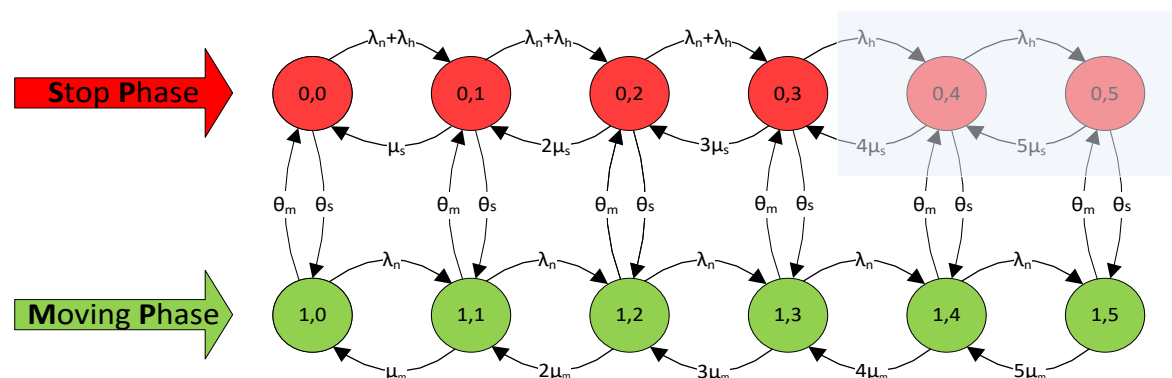 λn+λh λn+λh λn+λh λh λh
Stop Phase 0,0 0,1 0,2 0,3 0,4 0,5
μs 2μs 3μs 4μs 5μs
θm θs θm θs θm θs θm θs θm θs θm θs
λn λn λn λn λn
Moving Phase 1,0 1,1 1,2 1,3 1,4 1,5
μm 2μm 3μm 4μm 5μm